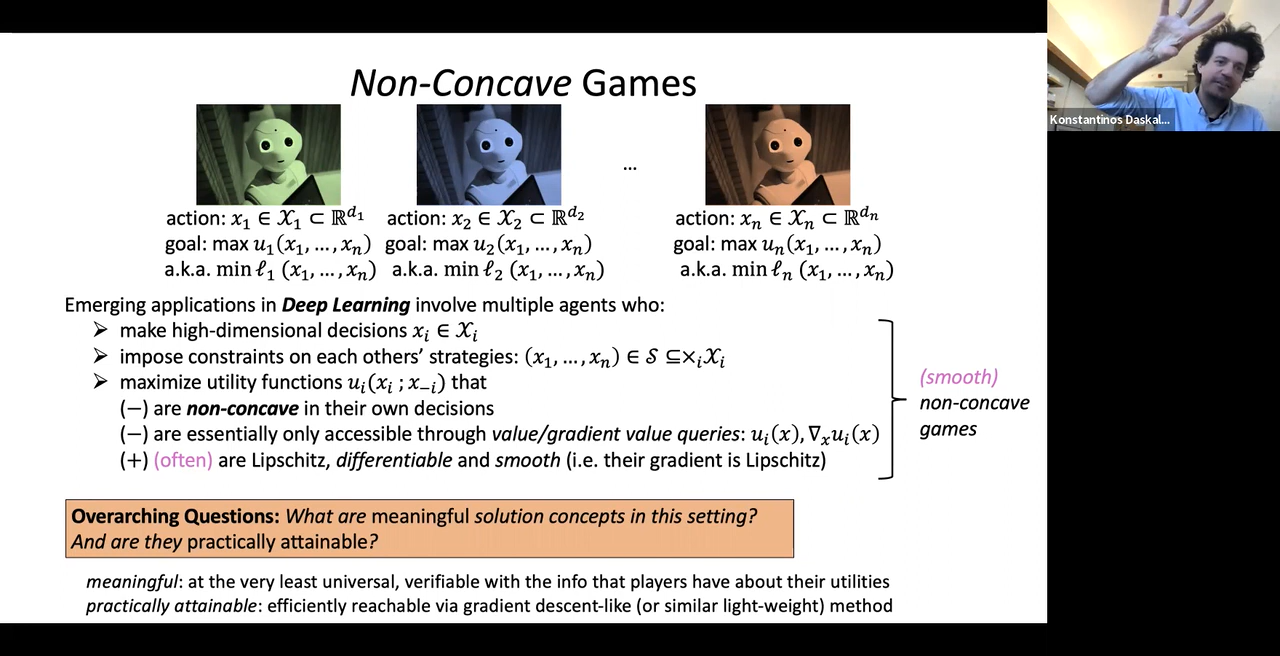 Non-Concave Games
...
action: 𝑥₁ ∈ 𝒳₁ ⊂ ℝ^{d₁} action: 𝑥₂ ∈ 𝒳₂ ⊂ ℝ^{d₂} action: 𝑥ₙ ∈ 𝒳ₙ ⊂ ℝ^{dₙ}
goal: max 𝑢₁(𝑥₁, …, 𝑥ₙ) goal: max 𝑢₂(𝑥₁, …, 𝑥ₙ) goal: max 𝑢ₙ(𝑥₁, …, 𝑥ₙ)
a.k.a. min ℓ₁ (𝑥₁, …, 𝑥ₙ) a.k.a. min ℓ₂ (𝑥₁, …, 𝑥ₙ) a.k.a. min ℓₙ (𝑥₁, …, 𝑥ₙ)
Emerging applications in Deep Learning involve multiple agents who:
➢ make high-dimensional decisions 𝑥ᵢ ∈ 𝒳ᵢ
➢ impose constraints on each others’ strategies: (𝑥₁, …, 𝑥ₙ) ∈ 𝒮 ⊆×ᵢ𝒳ᵢ
➢ maximize utility functions 𝑢ᵢ(𝑥ᵢ ; 𝑥₋ᵢ) that
(−) are non-concave in their own decisions
(−) are essentially only accessible through value/gradient value queries: 𝑢ᵢ(𝑥), ∇ₓ𝑢ᵢ(𝑥)
(+) (often) are Lipschitz, differentiable and smooth (i.e. their gradient is Lipschitz)
(smooth)
non-concave
games
Overarching Questions: What are meaningful solution concepts in this setting?
And are they practically attainable?
meaningful: at the very least universal, verifiable with the info that players have about their utilities
practically attainable: efficiently reachable via gradient descent-like (or similar light-weight) method
Konstantinos Daskal...